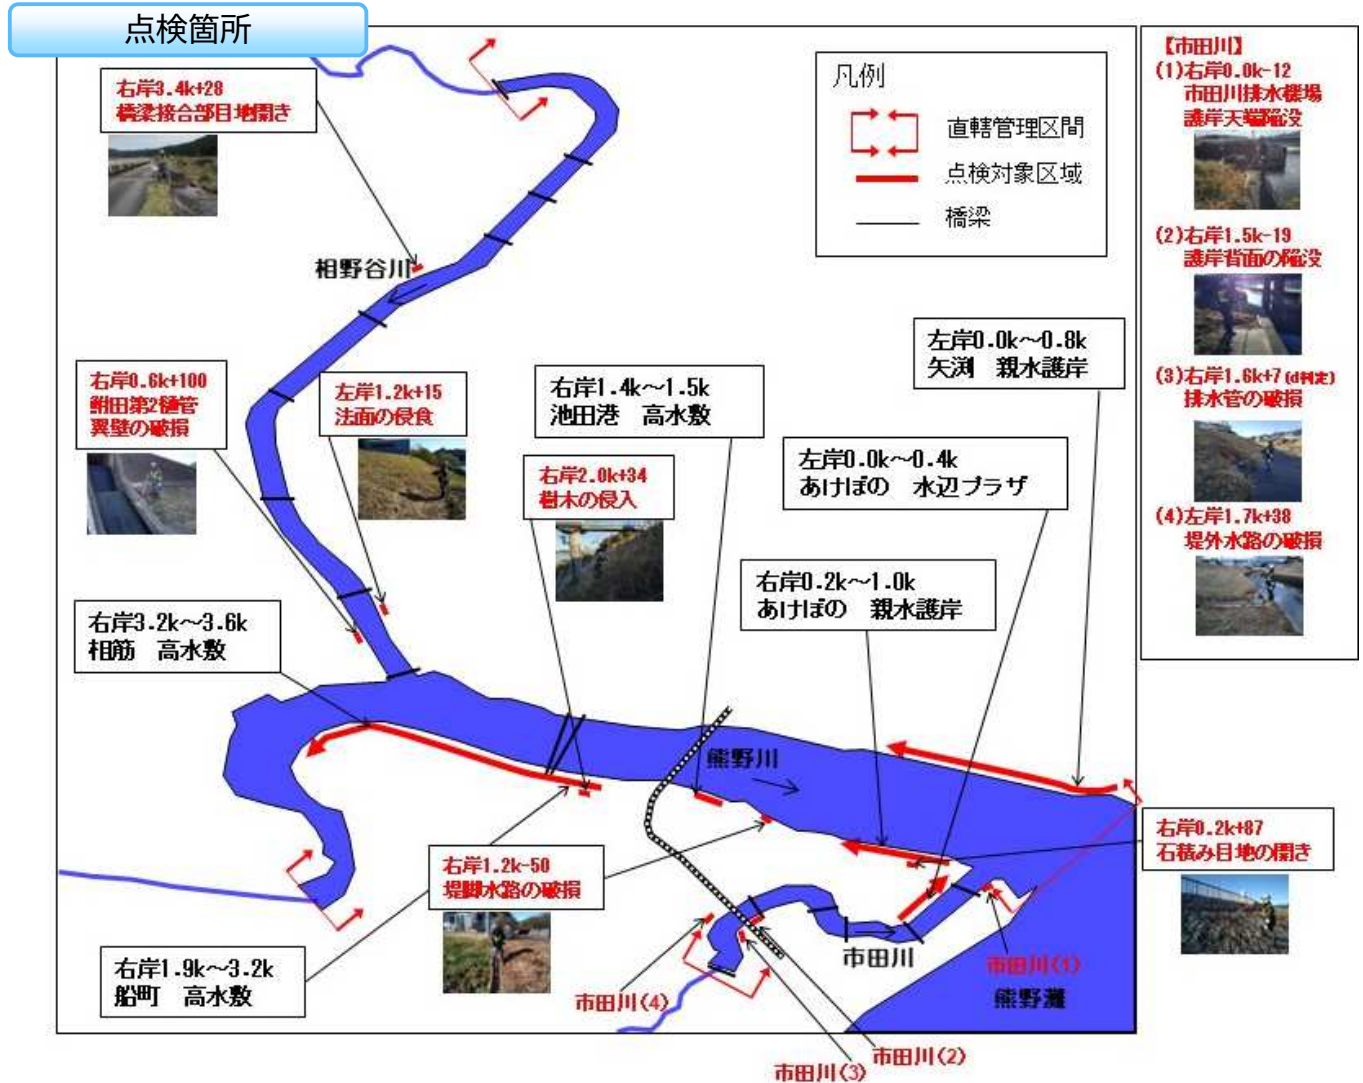 点検箇所
右岸3.4k+28
橋梁接合部目地開き
凡例
直轄管理区間
点検対象区域
橋梁
【市田川】
(1)右岸0.0k-12
市田川排水機場
護岸天端陥没
(2)右岸1.5k-19
護岸背面の陥没
(3)右岸1.6k+7(d判定)
排水管の破損
(4)左岸1.7k+38
堤外水路の破損
相野谷川
左岸0.0k～0.8k
矢渕 親水護岸
右岸0.6k+100
鮒田第2樋管
翼壁の破損
左岸1.2k+15
法面の侵食
右岸1.4k～1.5k
池田港 高水敷
左岸0.0k～0.4k
あけぼの 水辺プラザ
右岸2.0k+34
樹木の侵入
右岸0.2k～1.0k
あけぼの 親水護岸
右岸3.2k～3.6k
相筋 高水敷
熊野川
右岸0.2k+87
石積み目地の開き
右岸1.2k-50
堤脚水路の破損
右岸1.9k～3.2k
船町 高水敷
市田川
市田川(1)
熊野灘
市田川(4)
市田川(2)
市田川(3)